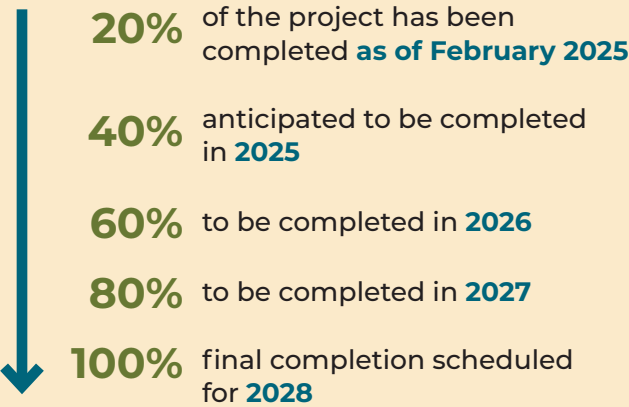 20% of the project has been
completed as of February 2025
40% anticipated to be completed
in 2025
60% to be completed in 2026
80% to be completed in 2027
100% final completion scheduled
for 2028